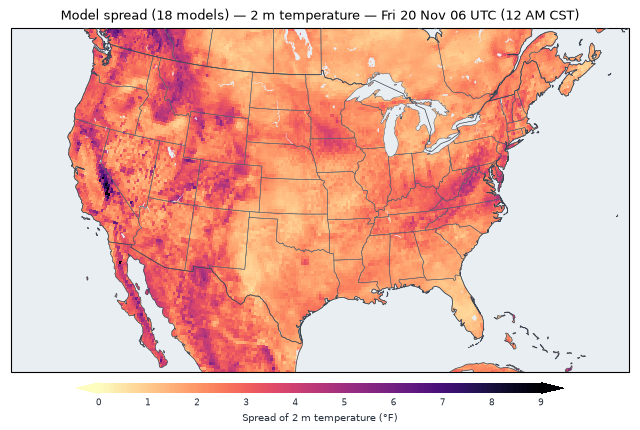 Model spread (18 models) — 2 m temperature — Fri 20 Nov 06 UTC (12 AM CST)
0 1 2 3 4 5 6 7 8 9
Spread of 2 m temperature (°F)